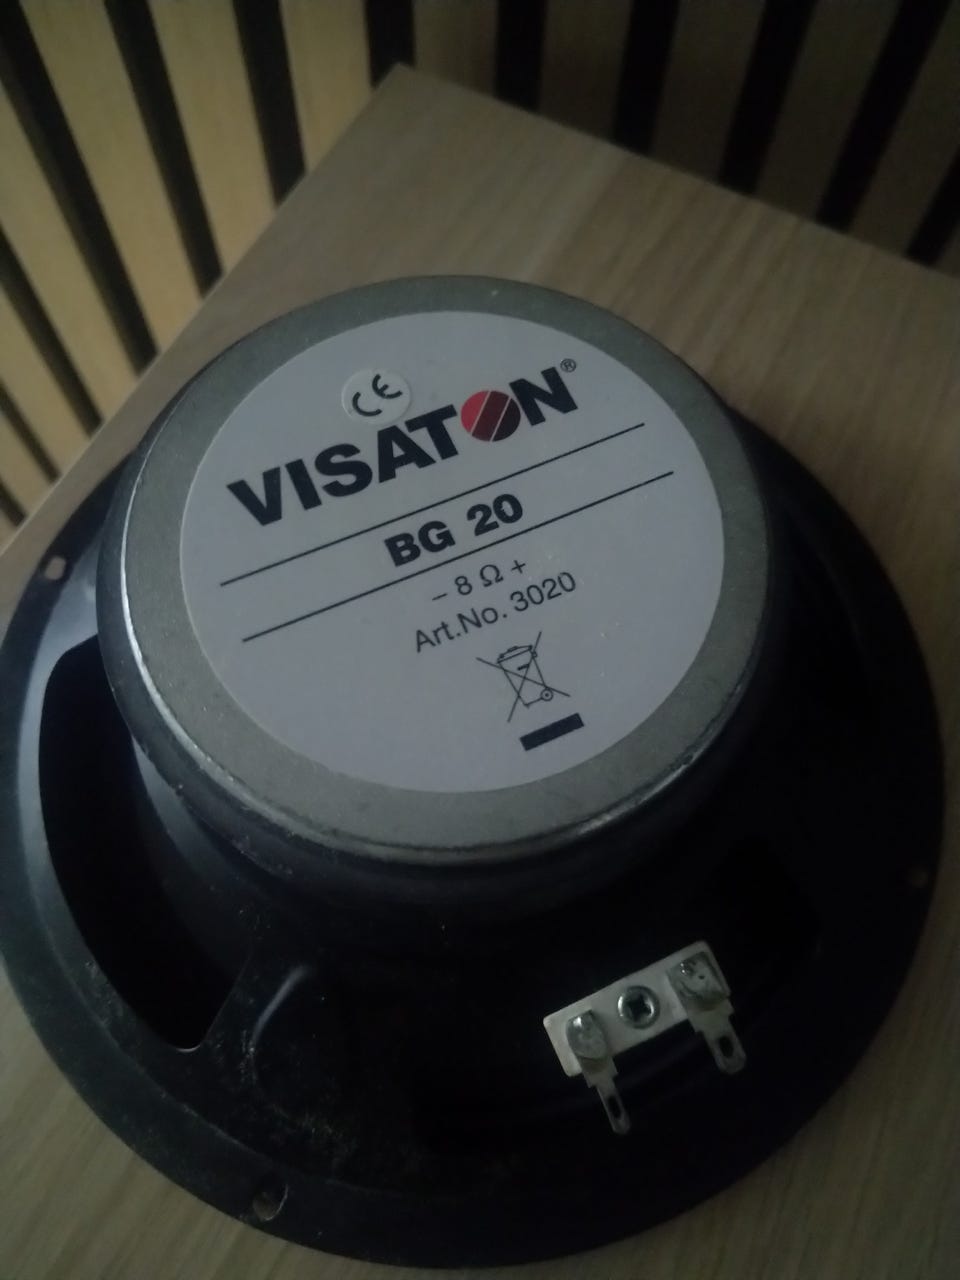 CE
VISATON®
BG 20
– 8 Ω +
Art.No. 3020